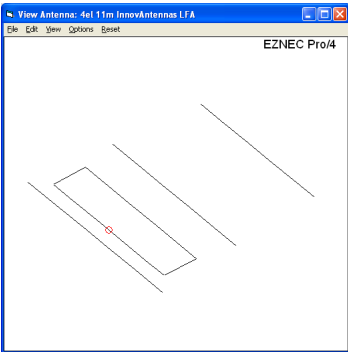 View Antenna: 4el 11m InnovAntennas LFA
File Edit View Options Reset
EZNEC Pro/4